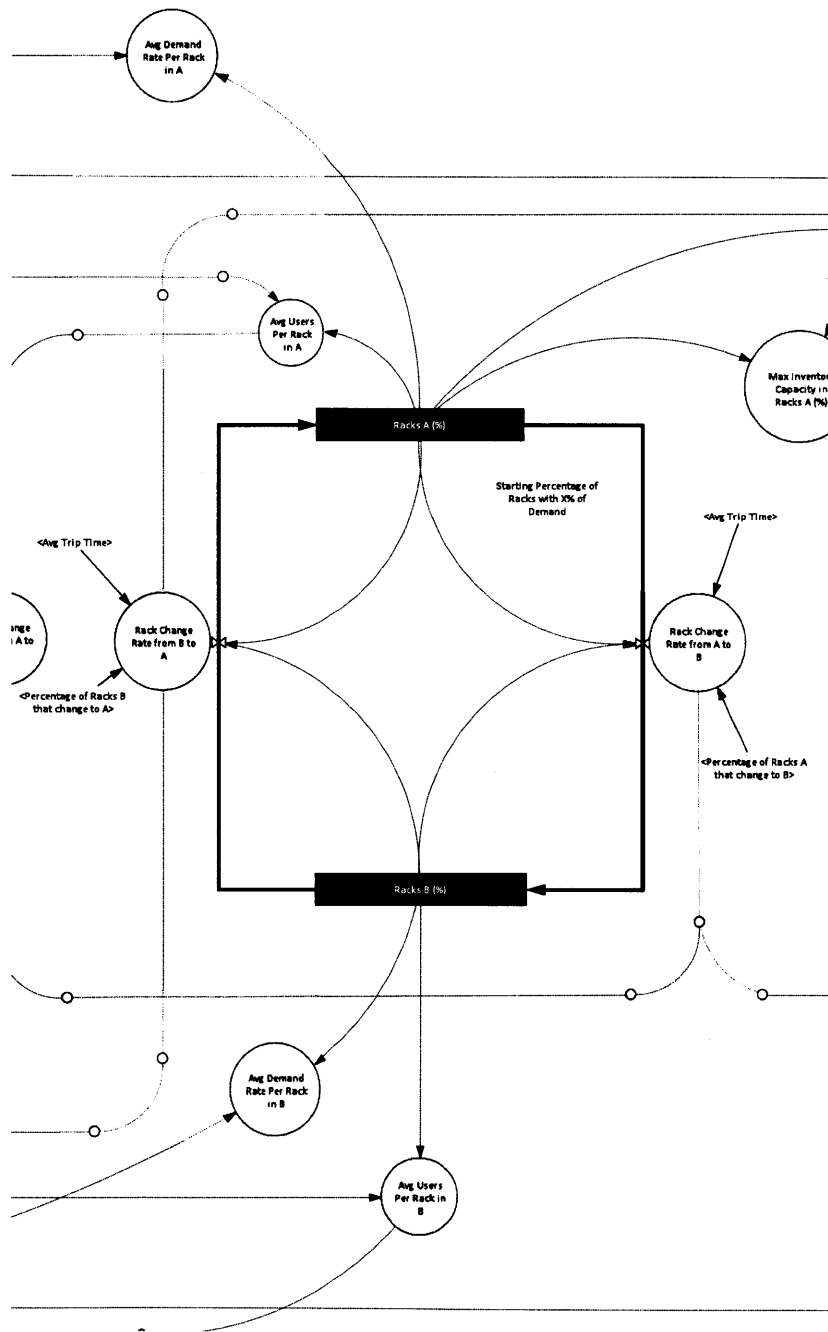 Avg Demand
Rate Per Rack
in A
Avg Users
Per Rack
in A
Capacity in
Racks A (%)
Racks A (%)
Starting Percentage of
Racks with X% of
Demand
<Avg Trip Time>
<Avg Trip Time>
A to
Rack Change
Rate from B to
A
Rack Change
Rate from A to
B
<Percentage of Racks B
that change to A>
<Percentage of Racks A
that change to B>
Racks B (%)
Avg Demand
Rate Per Rack
in B
Avg Users
Per Rack in
B